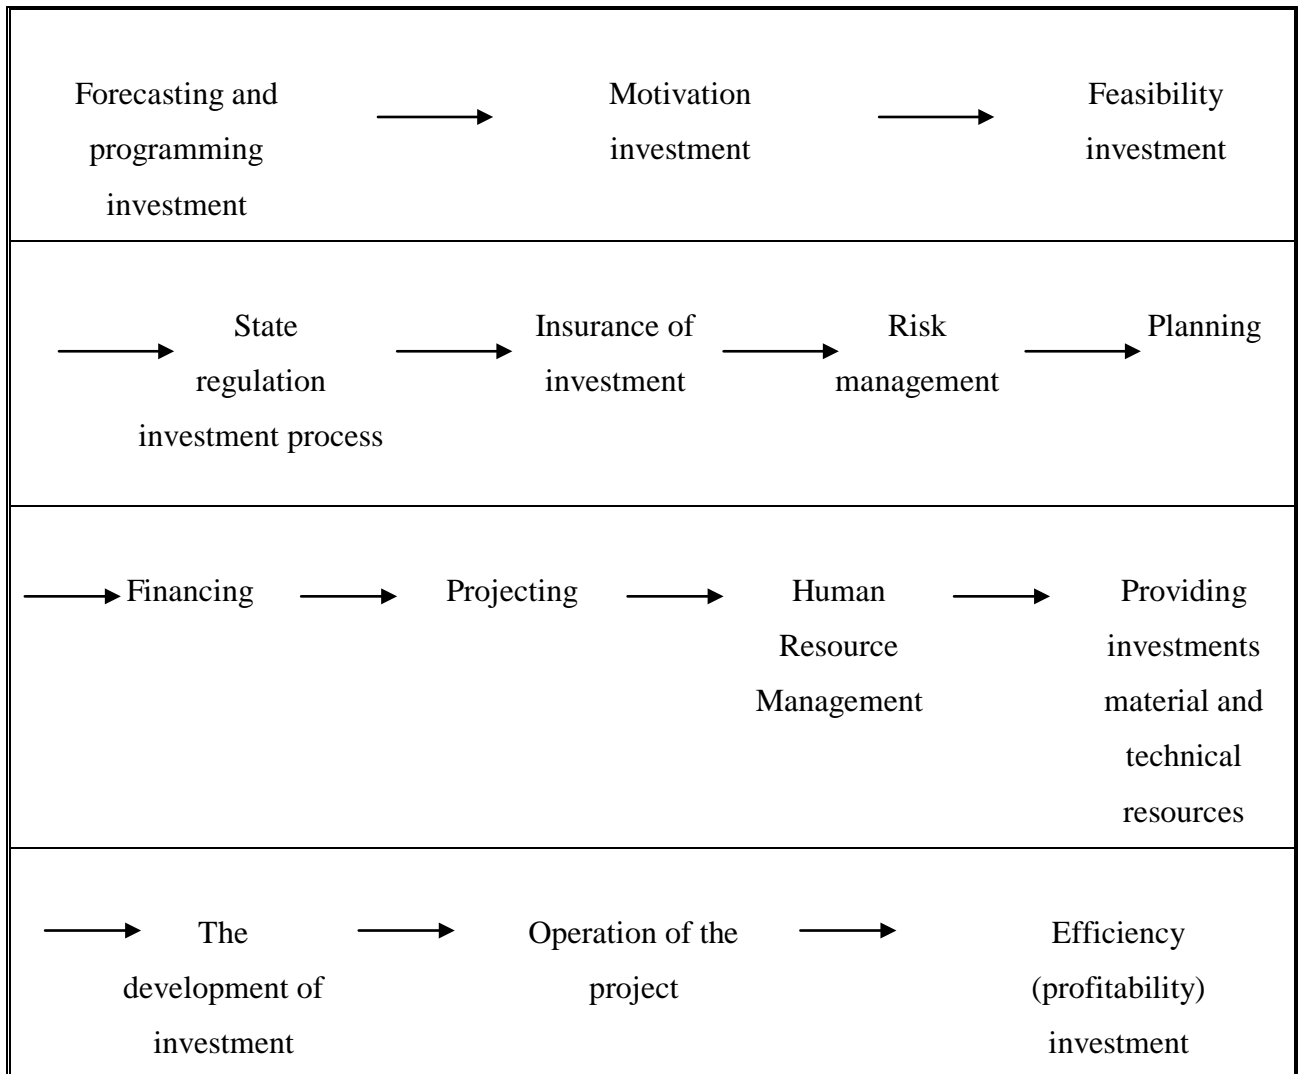 Forecasting and
programming
investment
Motivation
investment
Feasibility
investment
State
regulation
investment process
Insurance of
investment
Risk
management
Planning
Financing
Projecting
Human
Resource
Management
Providing
investments
material and
technical
resources
The
development of
investment
Operation of the
project
Efficiency
(profitability)
investment